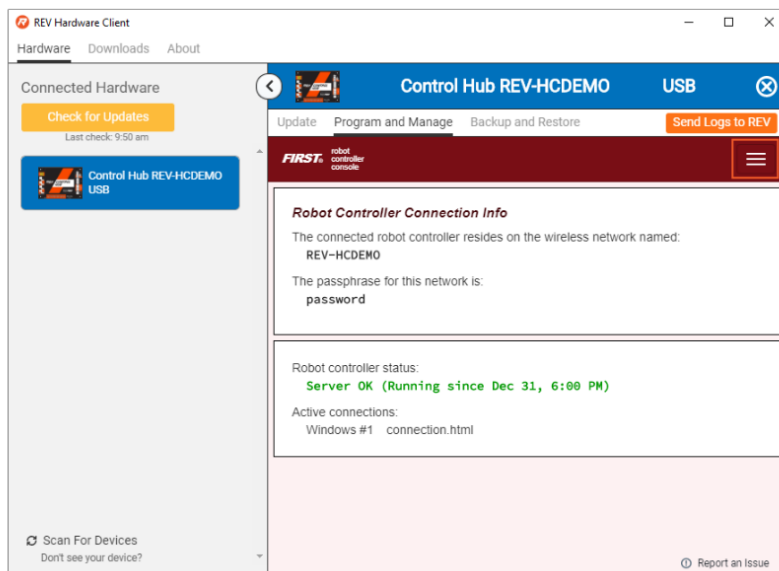 REV Hardware Client
Hardware Downloads About
Connected Hardware
Check for Updates
Last check: 9:50 am
Control Hub REV-HCDEMO
USB
Scan For Devices
Don't see your device?
Control Hub REV-HCDEMO USB
Update Program and Manage Backup and Restore Send Logs to REV
FIRST® robot
controller
console
Robot Controller Connection Info
The connected robot controller resides on the wireless network named:
REV-HCDEMO
The passphrase for this network is:
password
Robot controller status:
Server OK (Running since Dec 31, 6:00 PM)
Active connections:
Windows #1 connection.html
Report an Issue